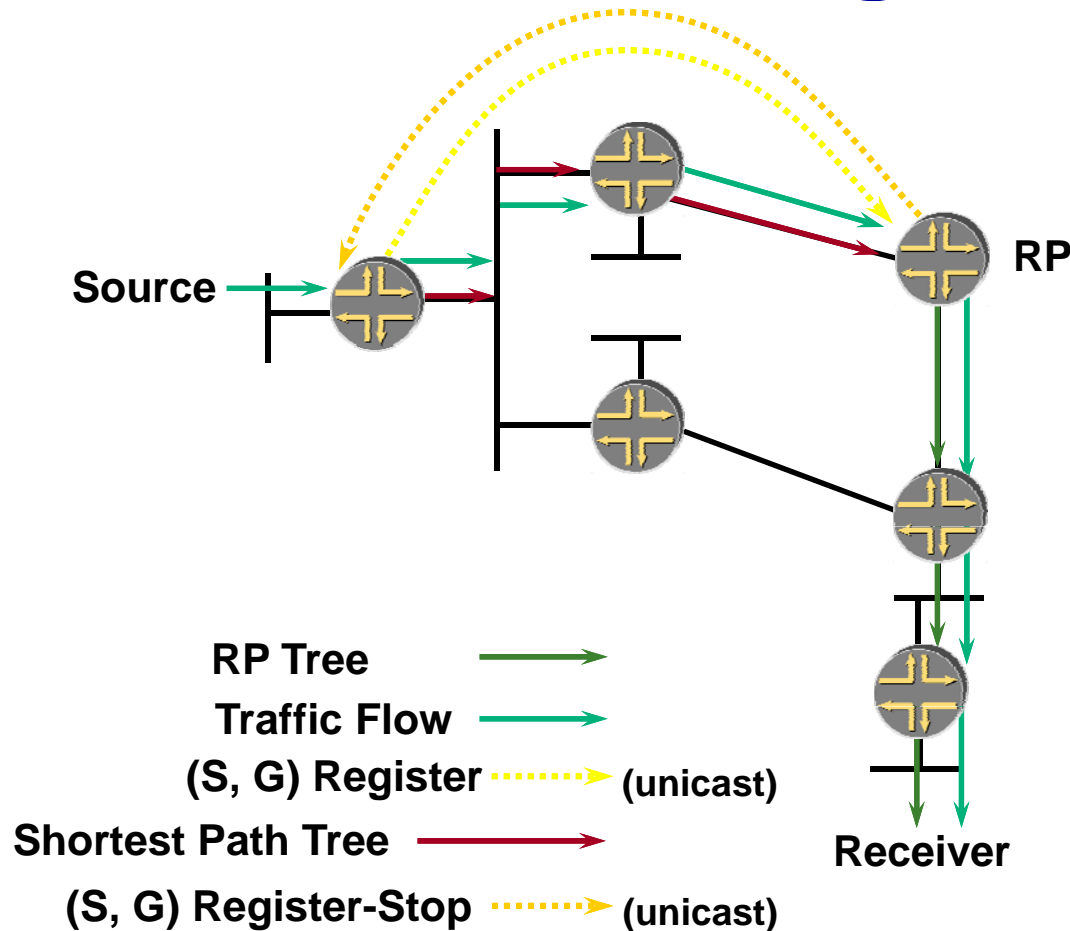 Source
RP
RP Tree
Traffic Flow
(S, G) Register (unicast)
Shortest Path Tree
Receiver
(S, G) Register-Stop (unicast)